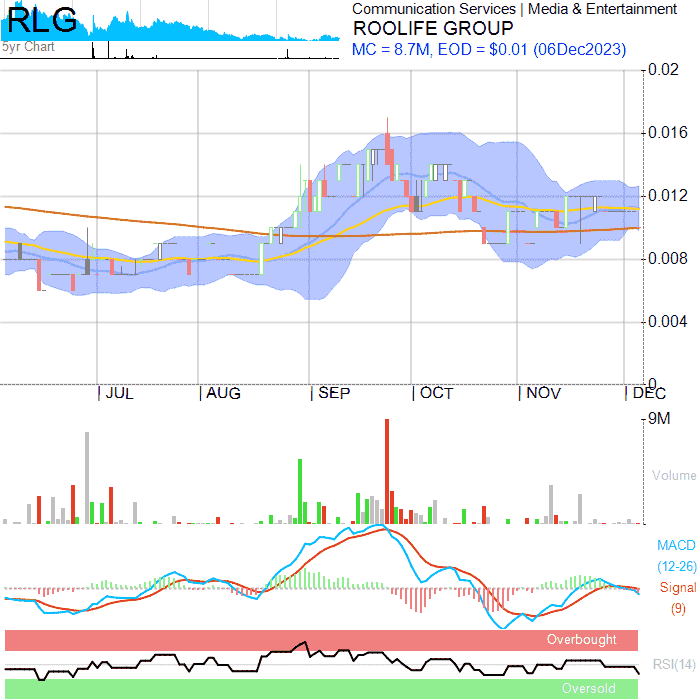 RLG
5yr Chart
Communication Services | Media & Entertainment
ROOLIFE GROUP
MC = 8.7M, EOD = $0.01 (06Dec2023)
0.02
0.016
0.012
0.008
0.004
0
JUL AUG SEP OCT NOV DEC
9M
Volume
MACD
(12-26)
Signal
(9)
Overbought
RSI(14)
Oversold